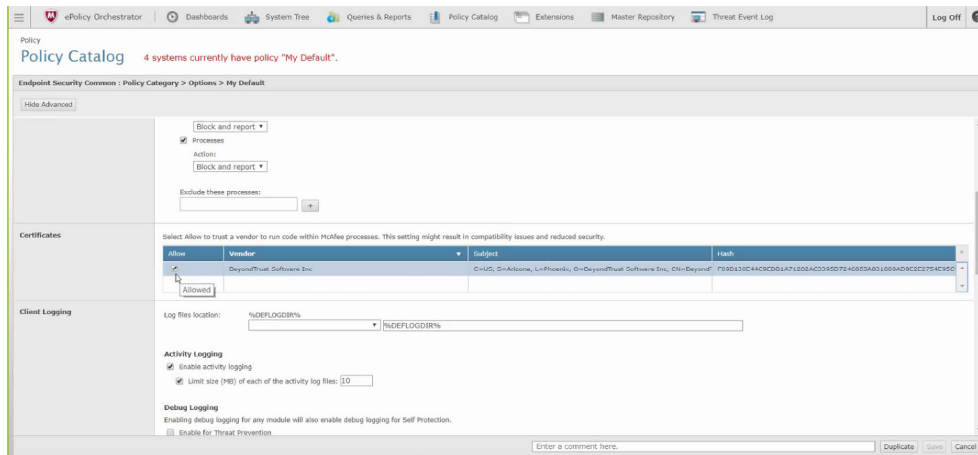 ePolicy Orchestrator Dashboards System Tree Queries & Reports Policy Catalog Extensions Master Repository Threat Event Log Log Off
Policy
Policy Catalog 4 systems currently have policy "My Default".
Endpoint Security Common : Policy Category > Options > My Default
Hide Advanced
Block and report
Processes
Action:
Block and report
Exclude these processes:
+
Certificates
Select Allow to trust a vendor to run code within McAfee processes. This setting might result in compatibility issues and reduced security.
Allow Vendor Subject Hash
BeyondTrust Software Inc C=US, S=Arizona, L=Phoenix, O=BeyondTrust Software Inc, CN=Beyond
Allowed
Client Logging
Log files location: %DEFLOGDIR%
%DEFLOGDIR%
Activity Logging
Enable activity logging
Limit size (MB) of each of the activity log files: 10
Debug Logging
Enabling debug logging for any module will also enable debug logging for Self Protection.
Enable for Threat Prevention
Enter a comment here. Duplicate Save Cancel